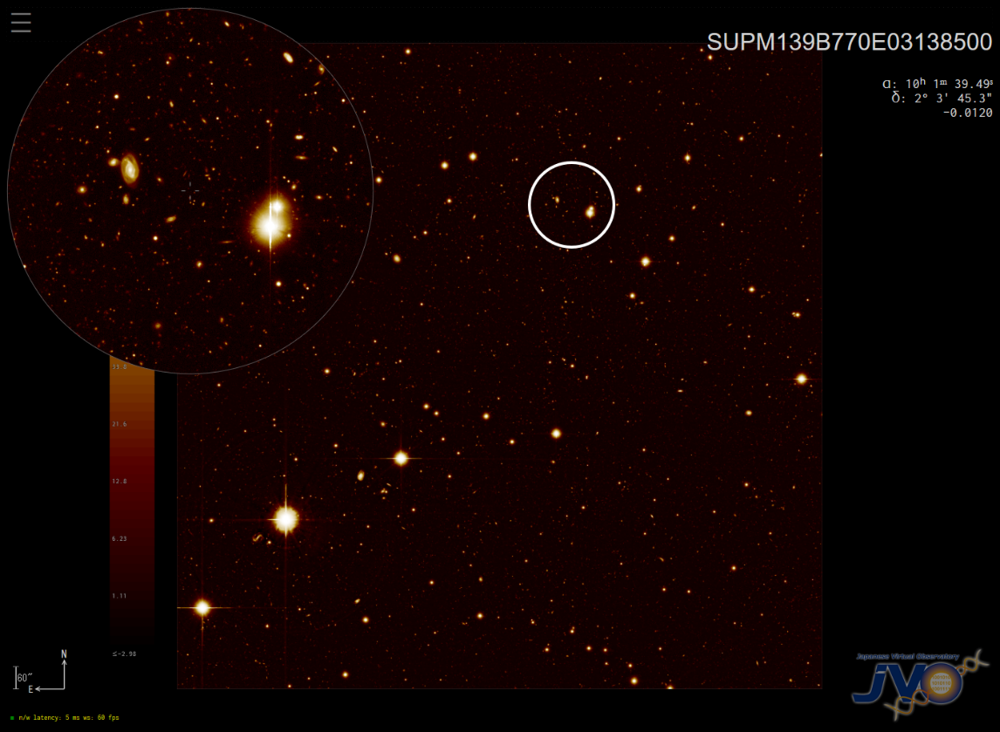 SUPM139B770E03138500
α: 10ʰ 1ᵐ 39.49ˢ
δ: 2° 3' 45.3"
-0.0120
33.0
21.6
12.8
6.23
1.11
≤-2.98
N
60"
E
Japanese Virtual Observatory
JVO
n/w latency: 5 ms ws: 60 fps